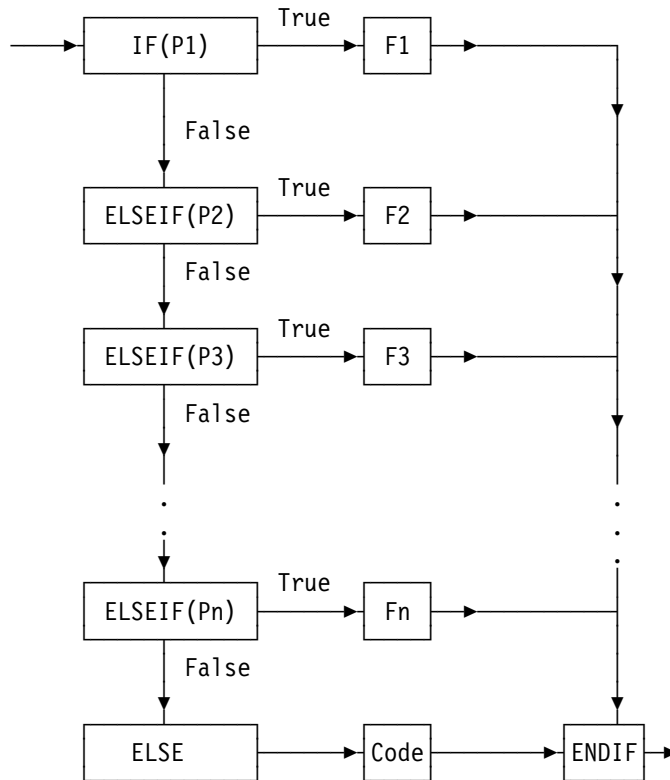 True
IF(P1) F1
False
True
ELSEIF(P2) F2
False
True
ELSEIF(P3) F3
False
True
ELSEIF(Pn) Fn
False
ELSE Code ENDIF